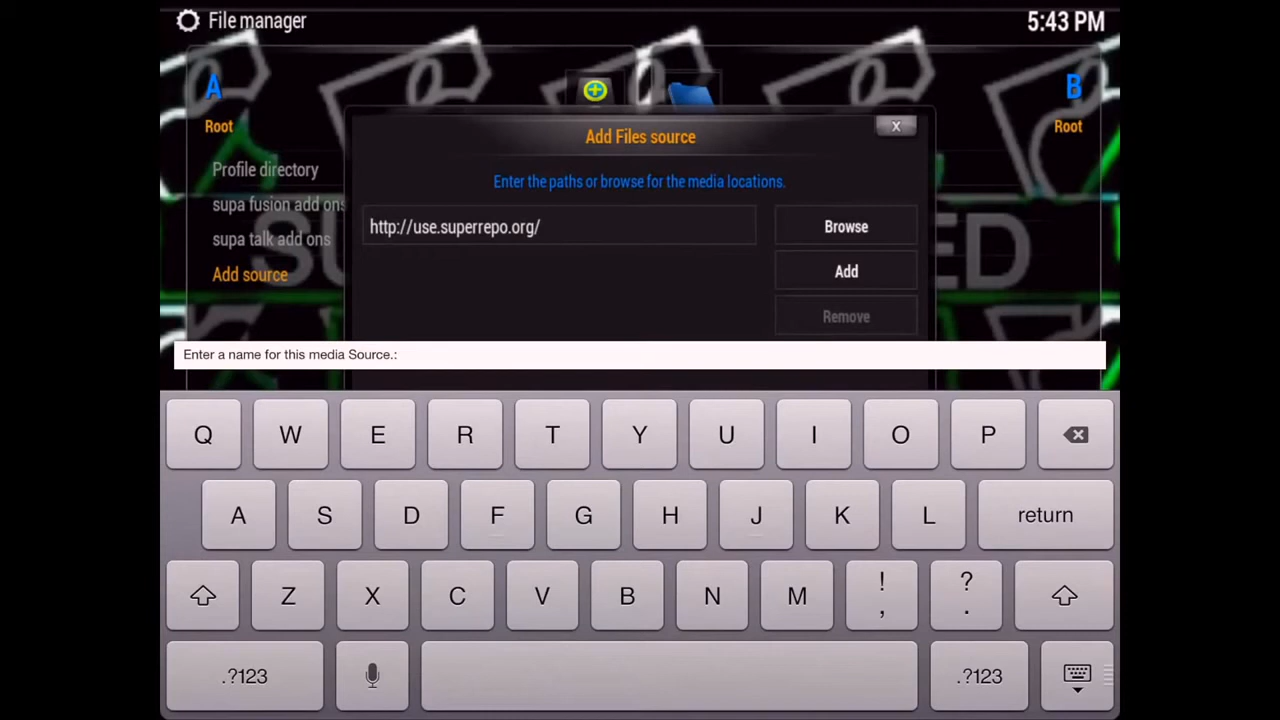 File manager
5:43 PM
A
B
Root
Root
Add Files source
X
Enter the paths or browse for the media locations.
Profile directory
supa fusion add ons
supa talk add ons
Add source
http://use.superrepo.org/
Browse
Add
Remove
Enter a name for this media Source.:
Q W E R T Y U I O P
A S D F G H J K L return
Z X C V B N M ! , ? .
.?123 .?123